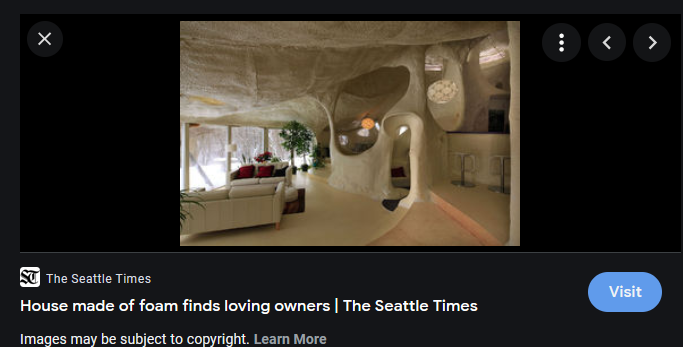 The Seattle Times
House made of foam finds loving owners | The Seattle Times
Visit
Images may be subject to copyright. Learn More